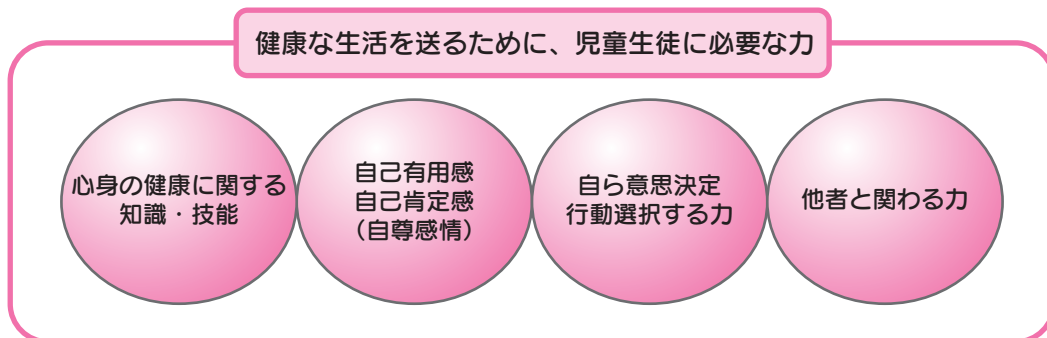 健康な生活を送るために、児童生徒に必要な力
心身の健康に関する
知識・技能
自己有用感
自己肯定感
（自尊感情）
自ら意思決定
行動選択する力
他者と関わる力